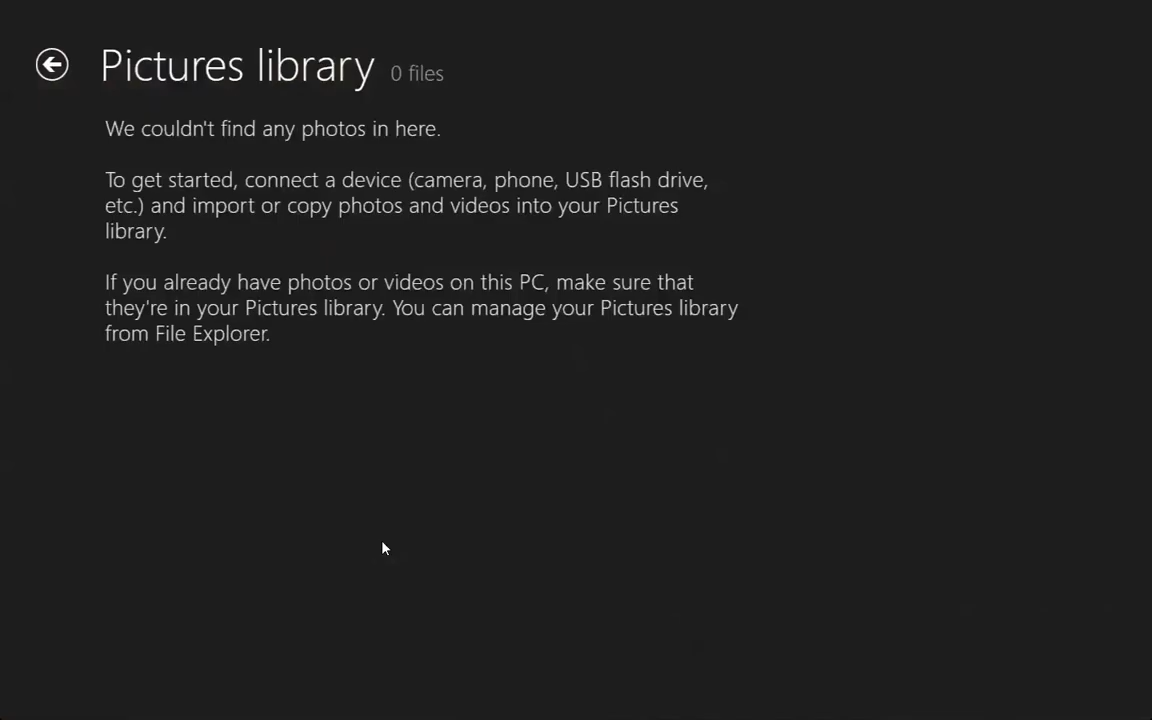 Pictures library 0 files
We couldn't find any photos in here.
To get started, connect a device (camera, phone, USB flash drive,
etc.) and import or copy photos and videos into your Pictures
library.
If you already have photos or videos on this PC, make sure that
they're in your Pictures library. You can manage your Pictures library
from File Explorer.